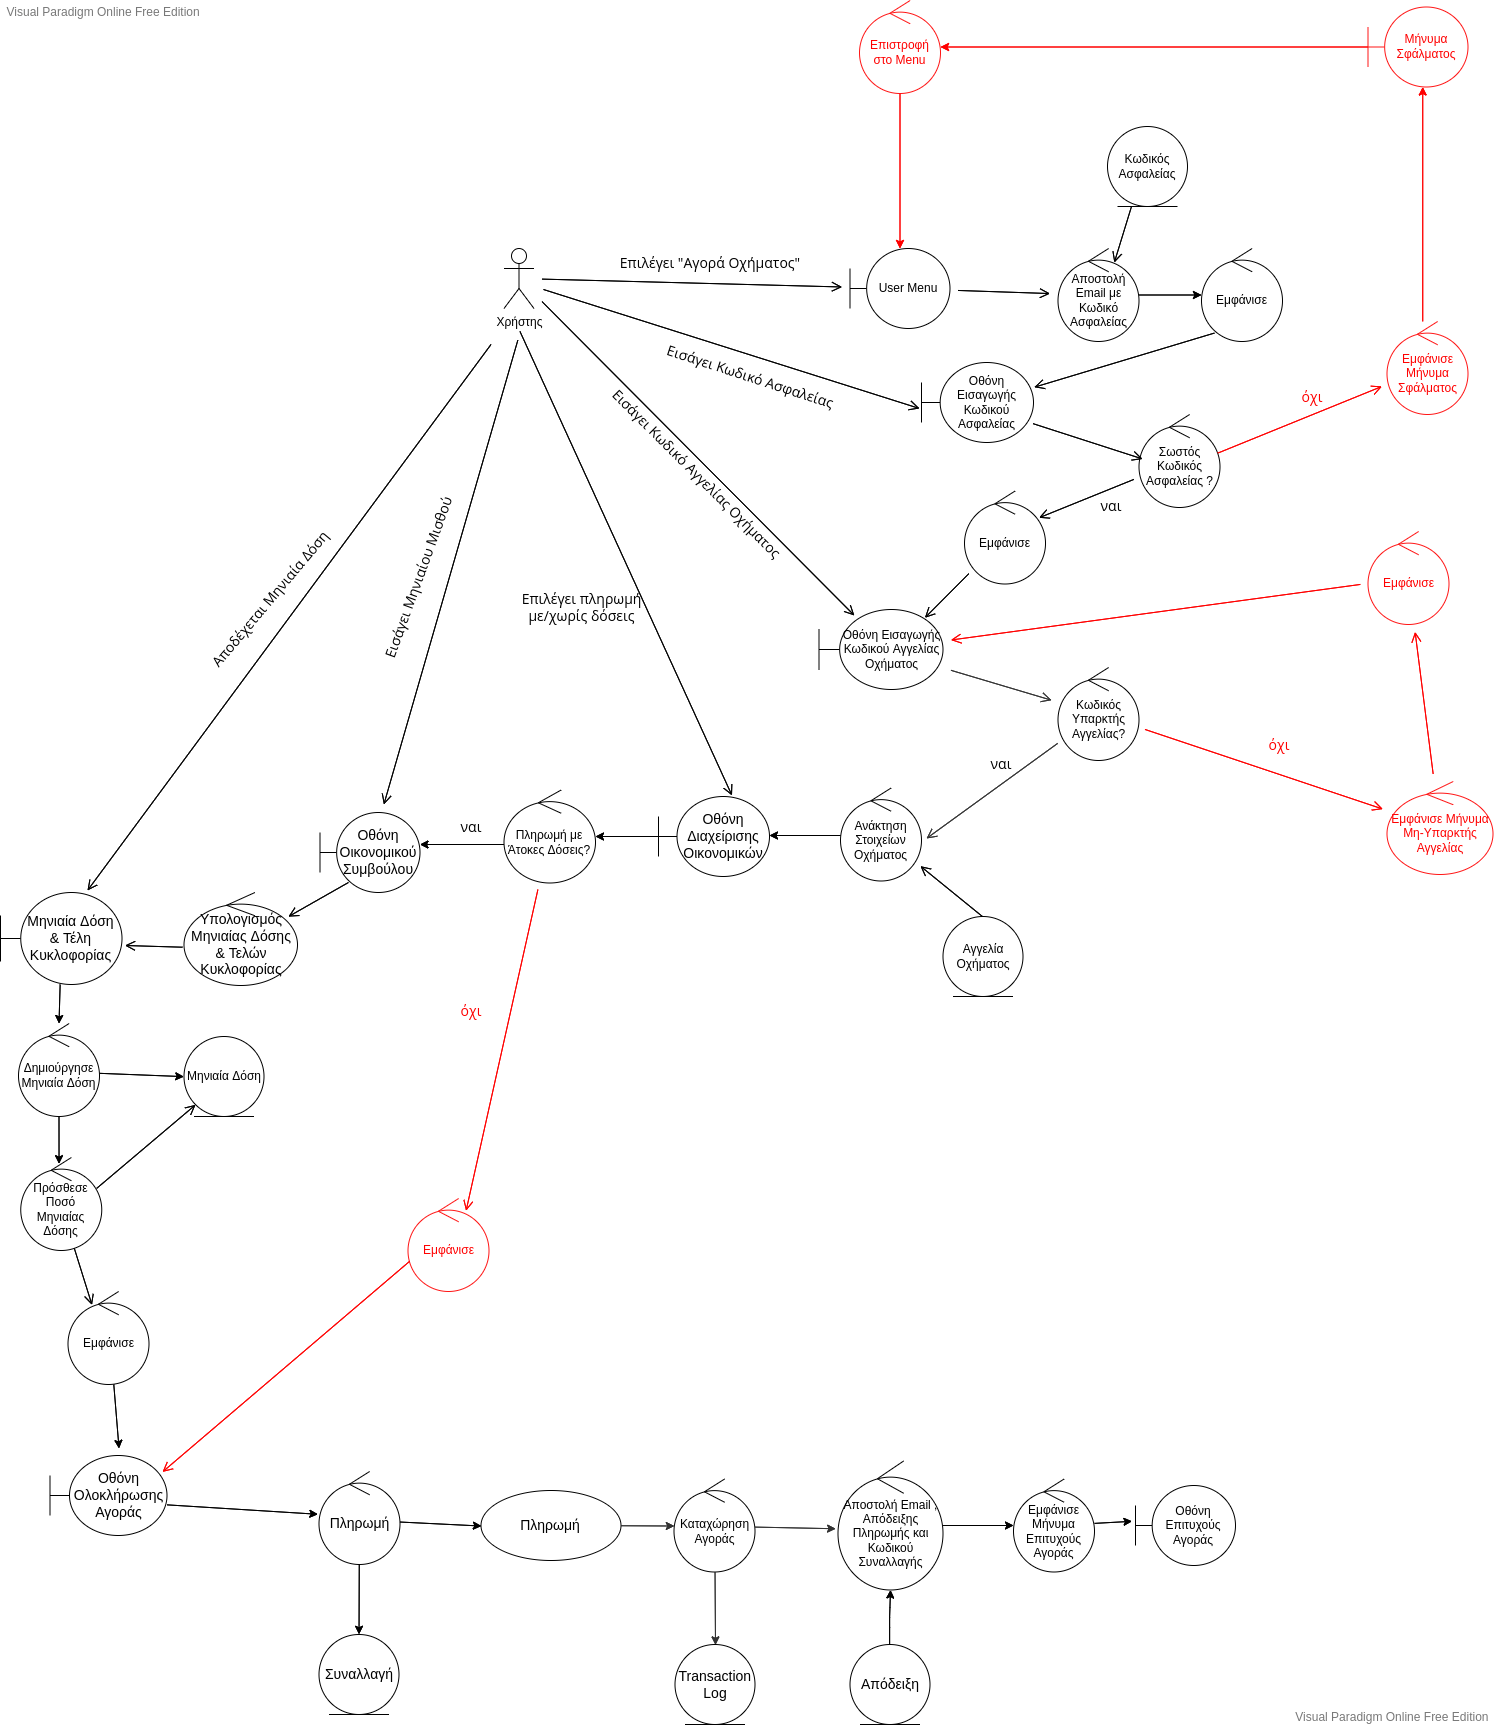 Visual Paradigm Online Free Edition
Επιστροφή
στο Menu
Μήνυμα
Σφάλματος
Κωδικός
Ασφαλείας
Επιλέγει "Αγορά Οχήματος"
User Menu
Αποστολή
Email με
Κωδικό
Ασφαλείας
Εμφάνισε
Χρήστης
Εισάγει Κωδικό Ασφαλείας
Οθόνη
Εισαγωγής
Κωδικού
Ασφαλείας
Εμφάνισε
Μήνυμα
Σφάλματος
όχι
Εισάγει Κωδικό Αγγελίας Οχήματος
Σωστός
Κωδικός
Ασφαλείας ?
ναι
Εμφάνισε
Εμφάνισε
Αποδέχεται Μηνιαία Δόση
Εισάγει Μηνιαίου Μισθού
Επιλέγει πληρωμή
με/χωρίς δόσεις
Οθόνη Εισαγωγής
Κωδικού Αγγελίας
Οχήματος
Κωδικός
Υπαρκτής
Αγγελίας?
όχι
ναι
Εμφάνισε Μήνυμα
Μη-Υπαρκτής
Αγγελίας
Ανάκτηση
Στοιχείων
Οχήματος
Οθόνη
Διαχείρισης
Οικονομικών
Πληρωμή με
Άτοκες Δόσεις?
ναι
Οθόνη
Οικονομικού
Συμβούλου
Μηνιαία Δόση
& Τέλη
Κυκλοφορίας
Υπολογισμός
Μηνιαίας Δόσης
& Τελών
Κυκλοφορίας
Αγγελία
Οχήματος
όχι
Δημιούργησε
Μηνιαία Δόση
Μηνιαία Δόση
Πρόσθεσε
Ποσό
Μηνιαίας
Δόσης
Εμφάνισε
Εμφάνισε
Οθόνη
Ολοκλήρωσης
Αγοράς
Πληρωμή
Πληρωμή
Καταχώρηση
Αγοράς
Αποστολή Email ,
Απόδειξης
Πληρωμής και
Κωδικού
Συναλλαγής
Εμφάνισε
Μήνυμα
Επιτυχούς
Αγοράς
Οθόνη
Επιτυχούς
Αγοράς
Συναλλαγή
Transaction
Log
Απόδειξη
Visual Paradigm Online Free Edition